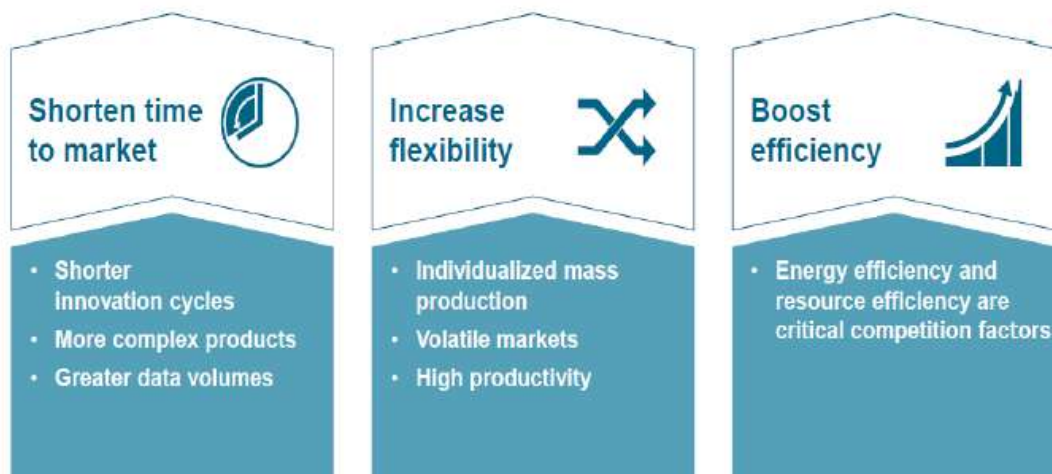 Shorten time
to market
• Shorter
innovation cycles
• More complex products
• Greater data volumes
Increase
flexibility
• Individualized mass
production
• Volatile markets
• High productivity
Boost
efficiency
• Energy efficiency and
resource efficiency are
critical competition factors